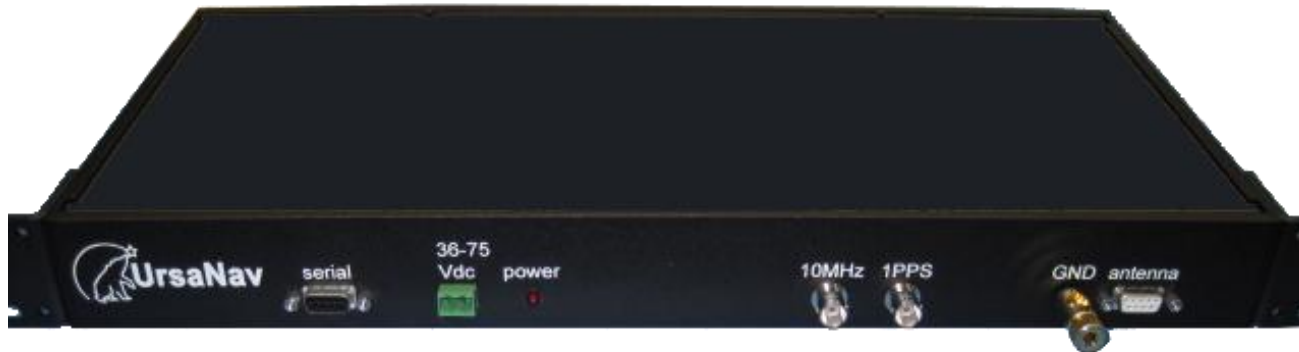 UrsaNav
serial
36-75
Vdc
power
10MHz
1PPS
GND
antenna